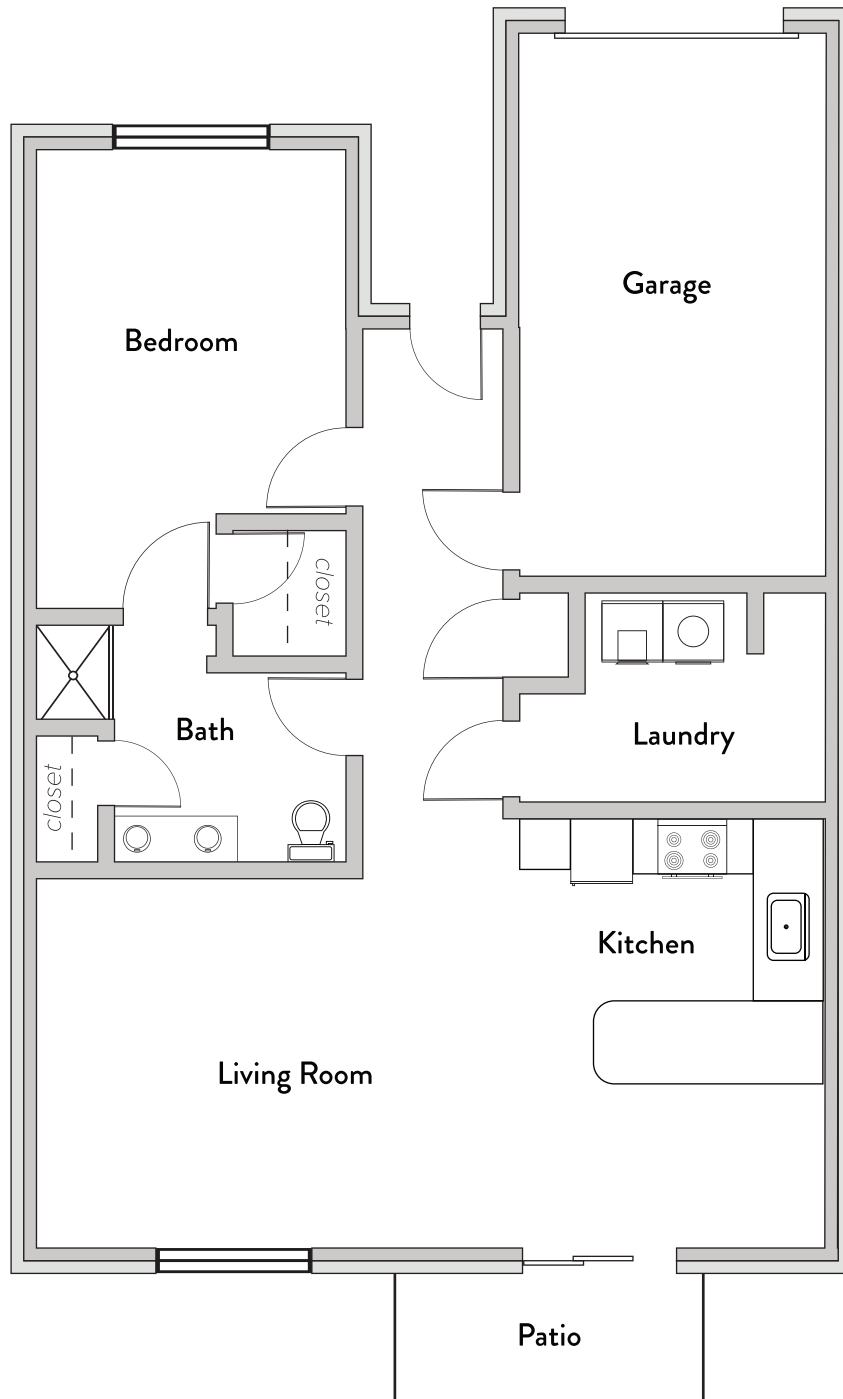 Garage
Bedroom
closet
Bath
Laundry
closet
Kitchen
Living Room
Patio